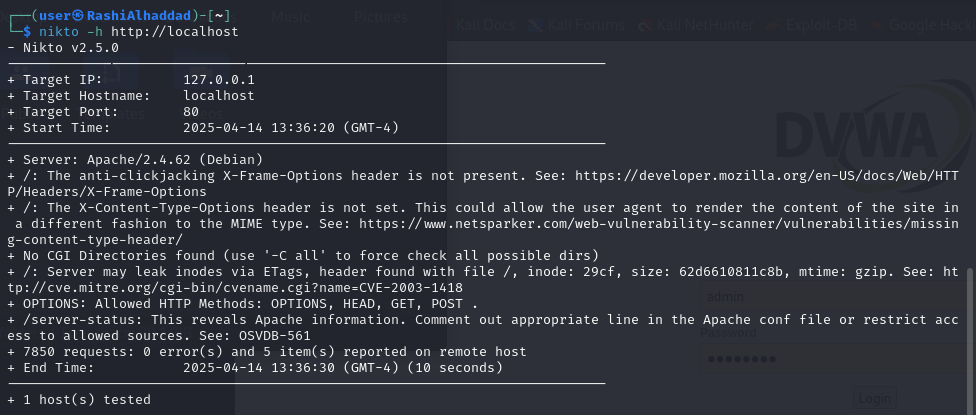 Music Pictures
Kali Docs Kali Forums Kali NetHunter Exploit-DB Google Hack
┌──(user㉿RashiAlhaddad)-[~]
└─$ nikto -h http://localhost
- Nikto v2.5.0
---------------------------------------------------------------------------
+ Target IP: 127.0.0.1
+ Target Hostname: localhost
+ Target Port: 80
+ Start Time: 2025-04-14 13:36:20 (GMT-4)
---------------------------------------------------------------------------
+ Server: Apache/2.4.62 (Debian)
+ /: The anti-clickjacking X-Frame-Options header is not present. See: https://developer.mozilla.org/en-US/docs/Web/HTT
P/Headers/X-Frame-Options
+ /: The X-Content-Type-Options header is not set. This could allow the user agent to render the content of the site in
 a different fashion to the MIME type. See: https://www.netsparker.com/web-vulnerability-scanner/vulnerabilities/missin
g-content-type-header/
+ No CGI Directories found (use '-C all' to force check all possible dirs)
+ /: Server may leak inodes via ETags, header found with file /, inode: 29cf, size: 62d6610811c8b, mtime: gzip. See: ht
tp://cve.mitre.org/cgi-bin/cvename.cgi?name=CVE-2003-1418
+ OPTIONS: Allowed HTTP Methods: OPTIONS, HEAD, GET, POST .
+ /server-status: This reveals Apache information. Comment out appropriate line in the Apache conf file or restrict acc
ess to allowed sources. See: OSVDB-561
+ 7850 requests: 0 error(s) and 5 item(s) reported on remote host
+ End Time: 2025-04-14 13:36:30 (GMT-4) (10 seconds)
---------------------------------------------------------------------------
+ 1 host(s) tested
DVWA
admin
Password
••••••••
Login